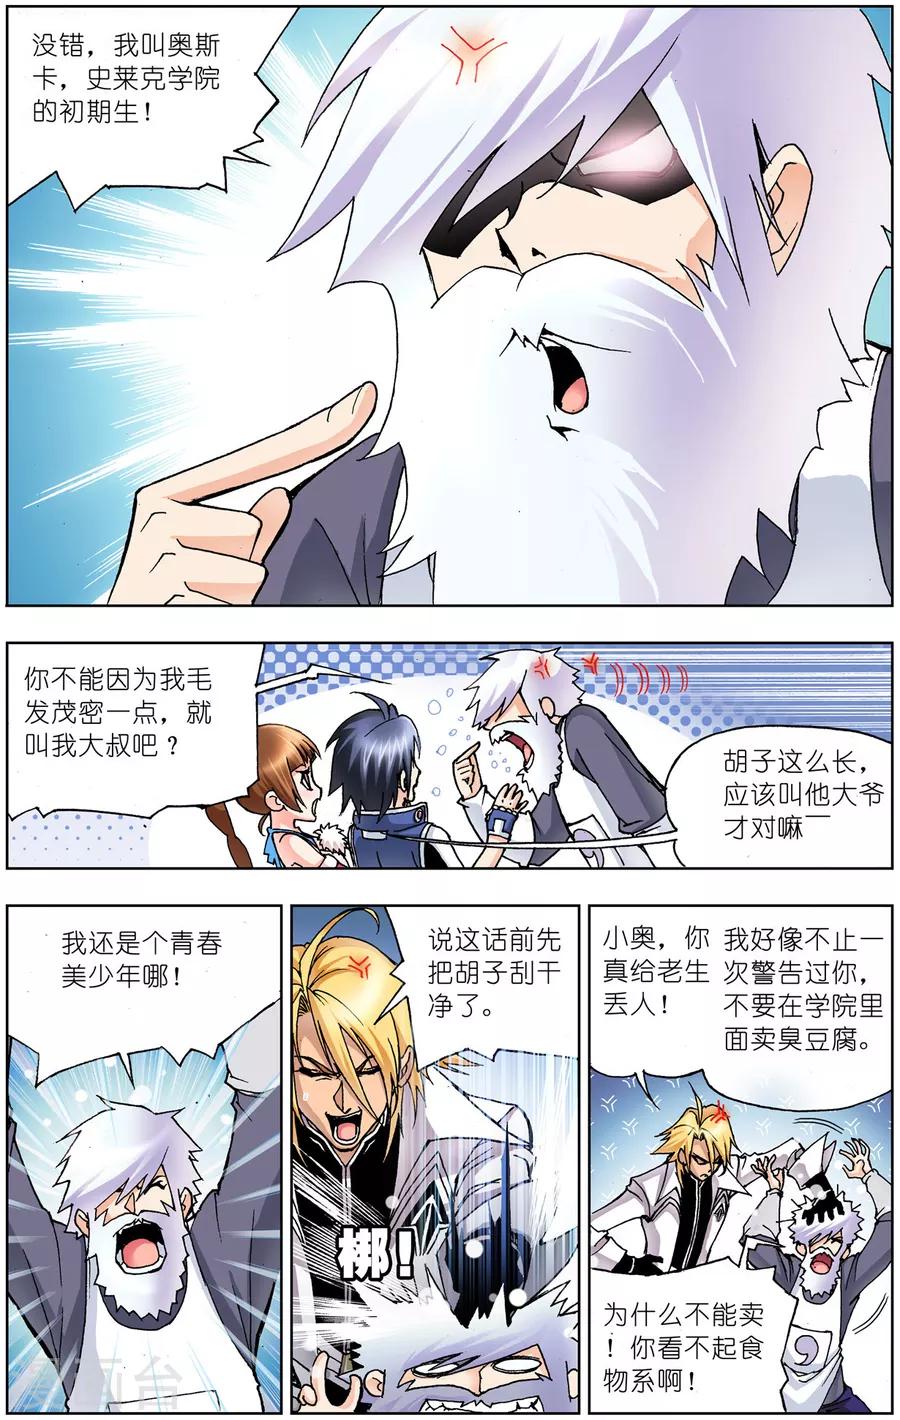 没错，我叫奥斯
卡，史莱克学院
的初期生！
你不能因为我毛
发茂密一点，就
叫我大叔吧？
胡子这么长，
应该叫他大爷
才对嘛—
我还是个青春
美少年哪！
说这话前先
把胡子刮干
净了。
梆！
小奥，你
真给老生
丢人！
我好像不止一
次警告过你，
不要在学院里
面卖臭豆腐。
为什么不能卖
！你看不起食
物系啊！
漫画台